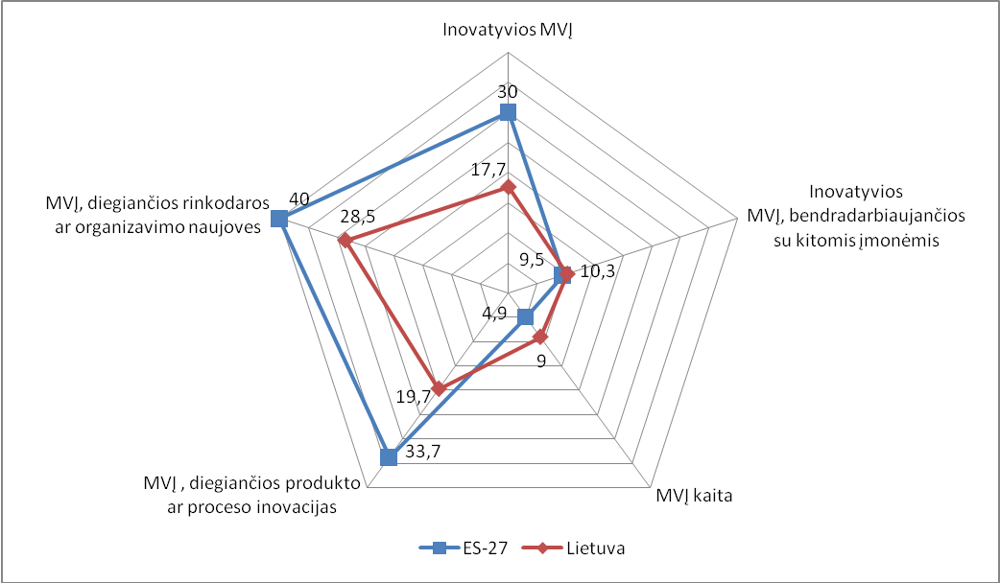 Inovatyvios MVĮ
30
17,7
Inovatyvios
MVĮ, bendradarbiaujančios
su kitomis įmonėmis
9,5
10,3
MVĮ, diegiančios rinkodaros
ar organizavimo naujovės
40
28,5
4,9
9
MVĮ kaita
19,7
33,7
MVĮ , diegiančios produkto
ar proceso inovacijas
ES-27
Lietuva